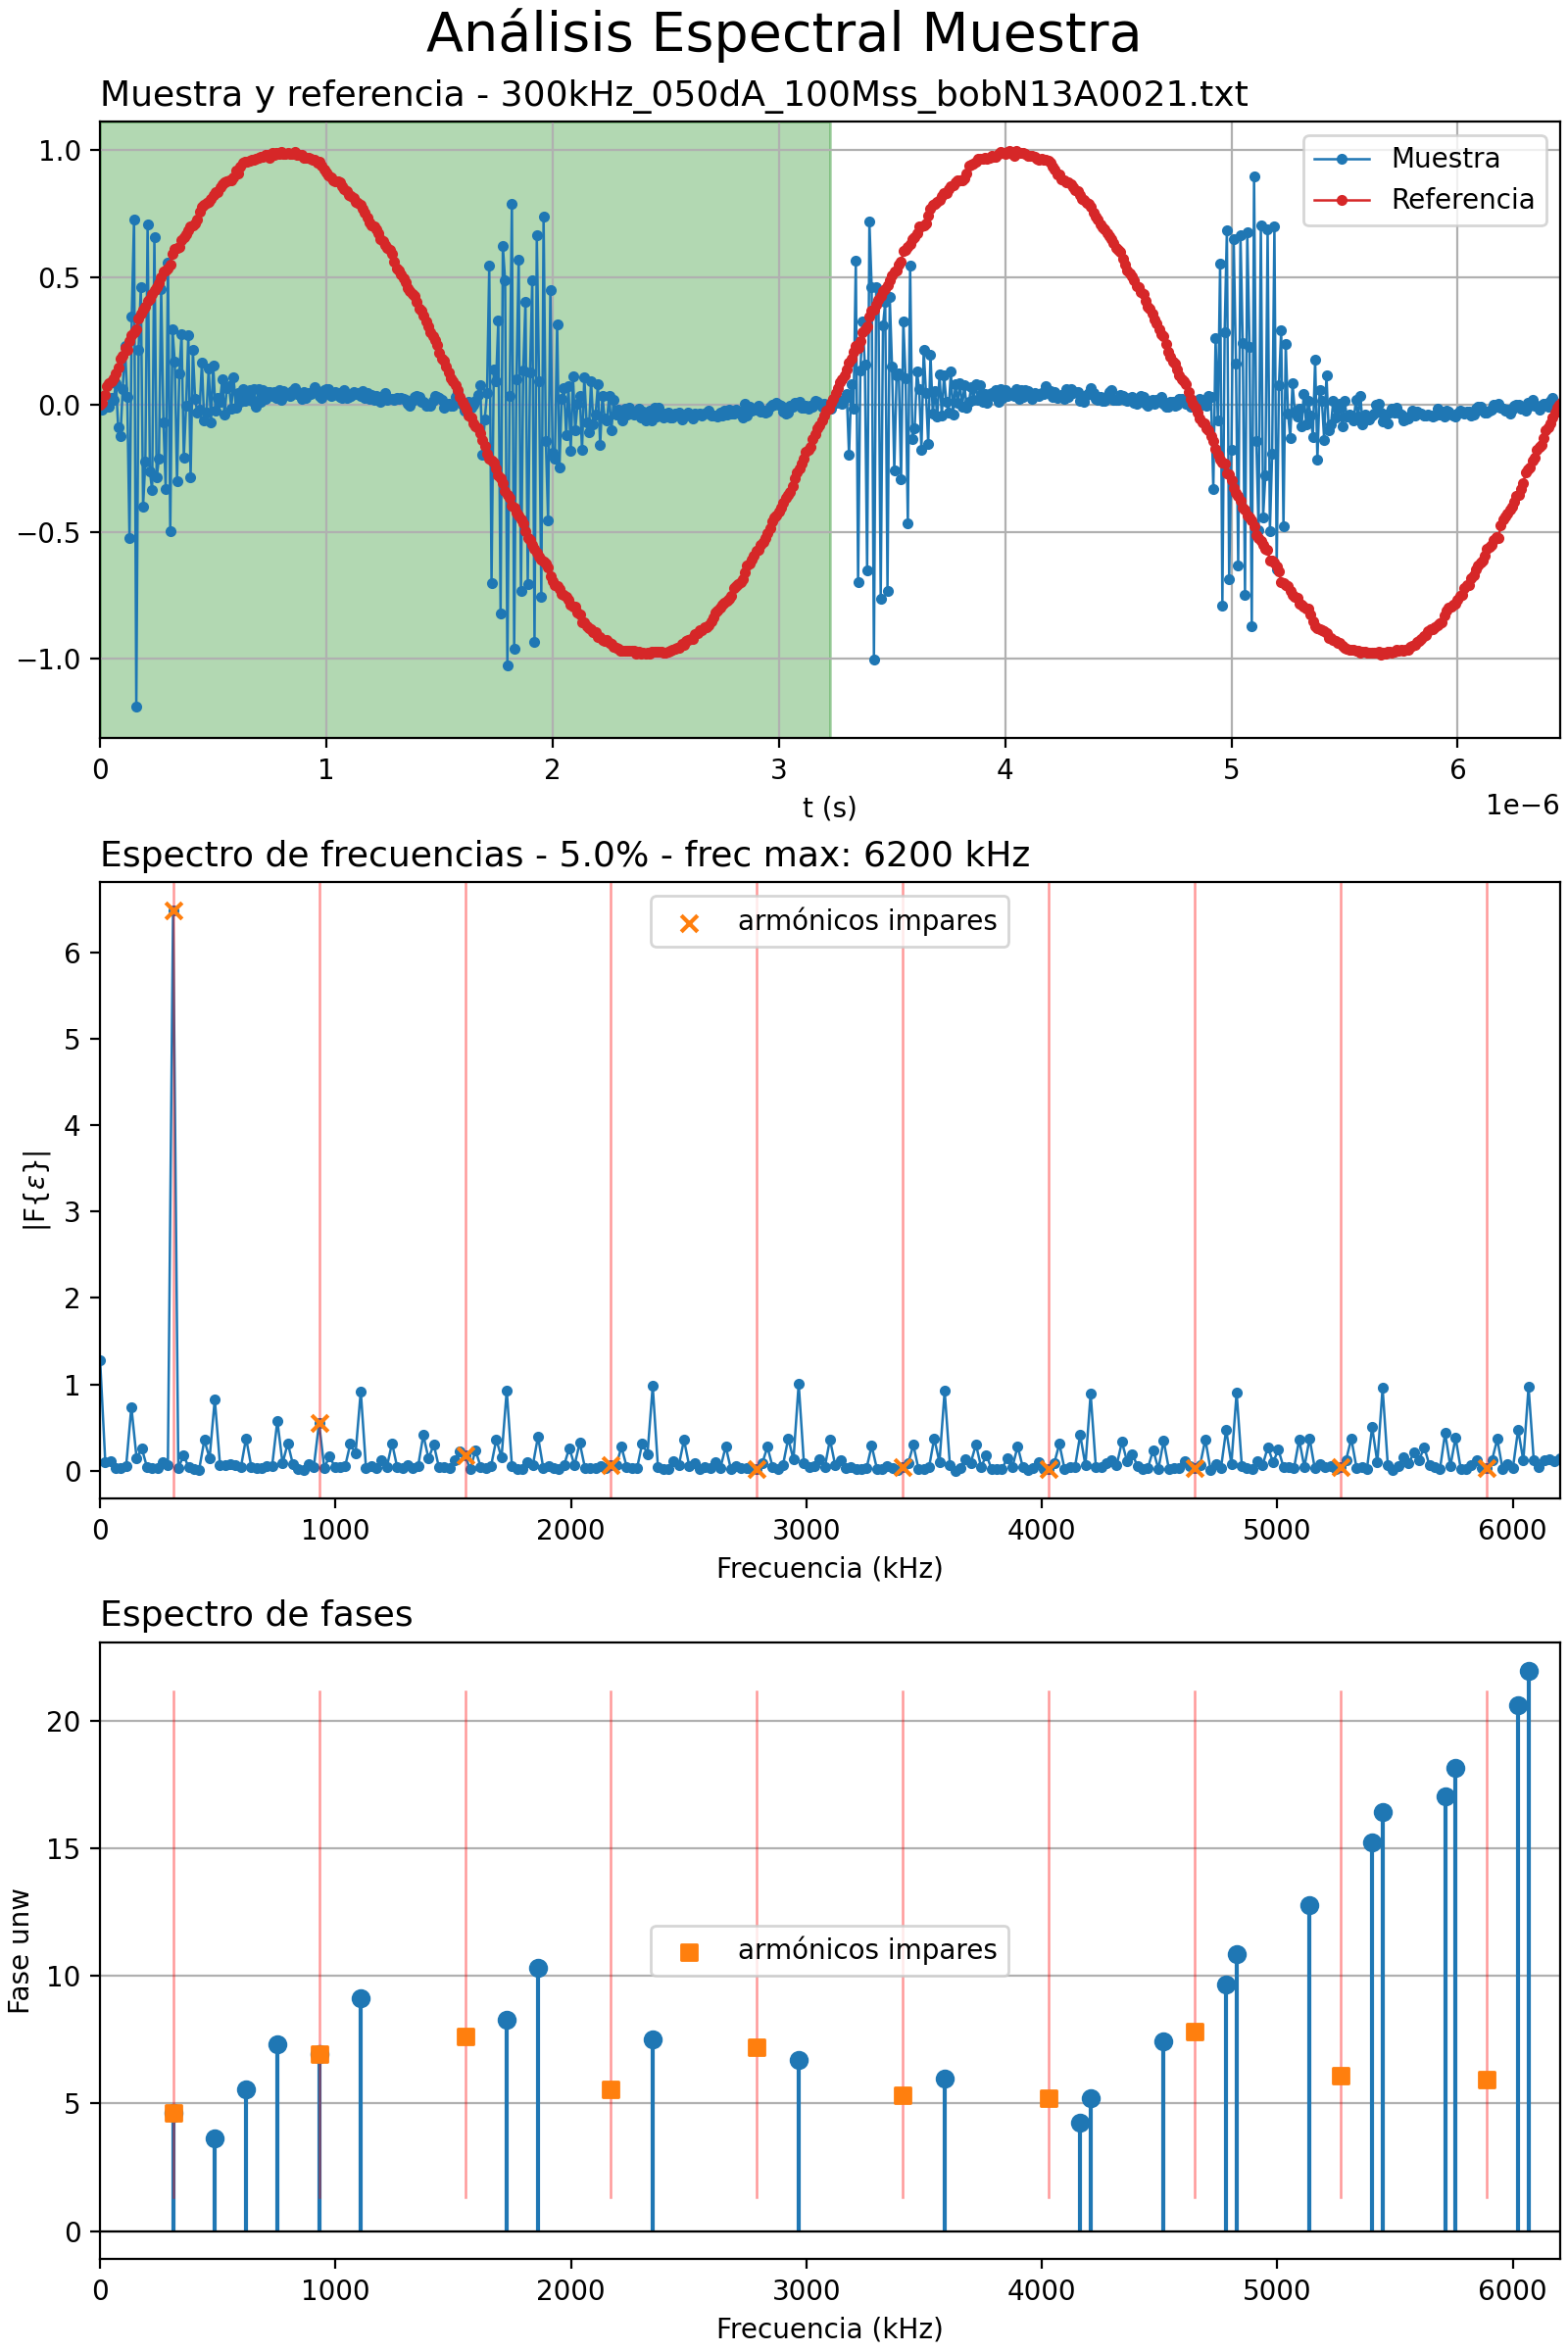 Análisis Espectral Muestra
Muestra y referencia - 300kHz_050dA_100Mss_bobN13A0021.txt
Muestra
Referencia
1.0
0.5
0.0
−0.5
−1.0
0 1 2 3 4 5 6
t (s)
1e−6
Espectro de frecuencias - 5.0% - frec max: 6200 kHz
armónicos impares
|F{ε}|
6
5
4
3
2
1
0
0 1000 2000 3000 4000 5000 6000
Frecuencia (kHz)
Espectro de fases
armónicos impares
Fase unw
20
15
10
5
0
0 1000 2000 3000 4000 5000 6000
Frecuencia (kHz)